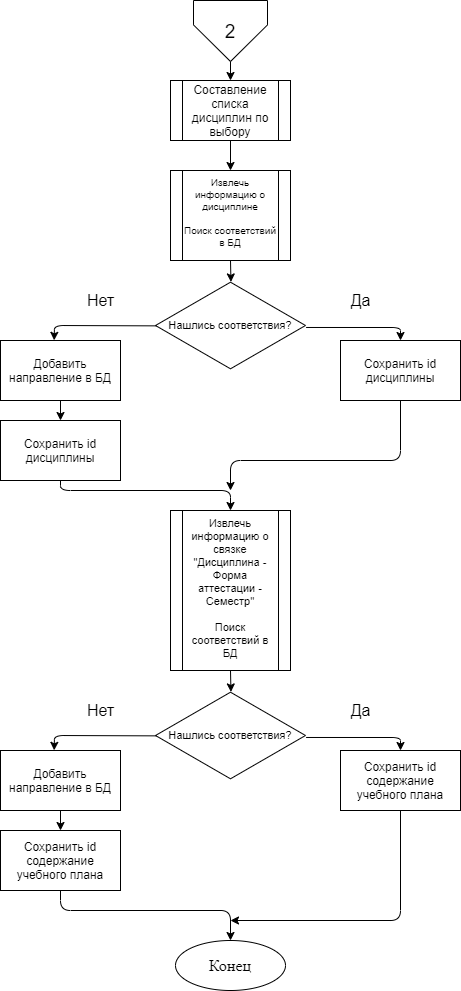 2
Составление
списка
дисциплин по
выбору
Извлечь
информацию о
дисциплине
Поиск соответствий
в БД
Нет
Да
Нашлись соответствия?
Добавить
направление в БД
Сохранить id
дисциплины
Сохранить id
дисциплины
Извлечь
информацию о
связке
"Дисциплина -
Форма
аттестации -
Семестр"
Поиск
соответствий в
БД
Нет
Да
Нашлись соответствия?
Добавить
направление в БД
Сохранить id
содержание
учебного плана
Сохранить id
содержание
учебного плана
Конец